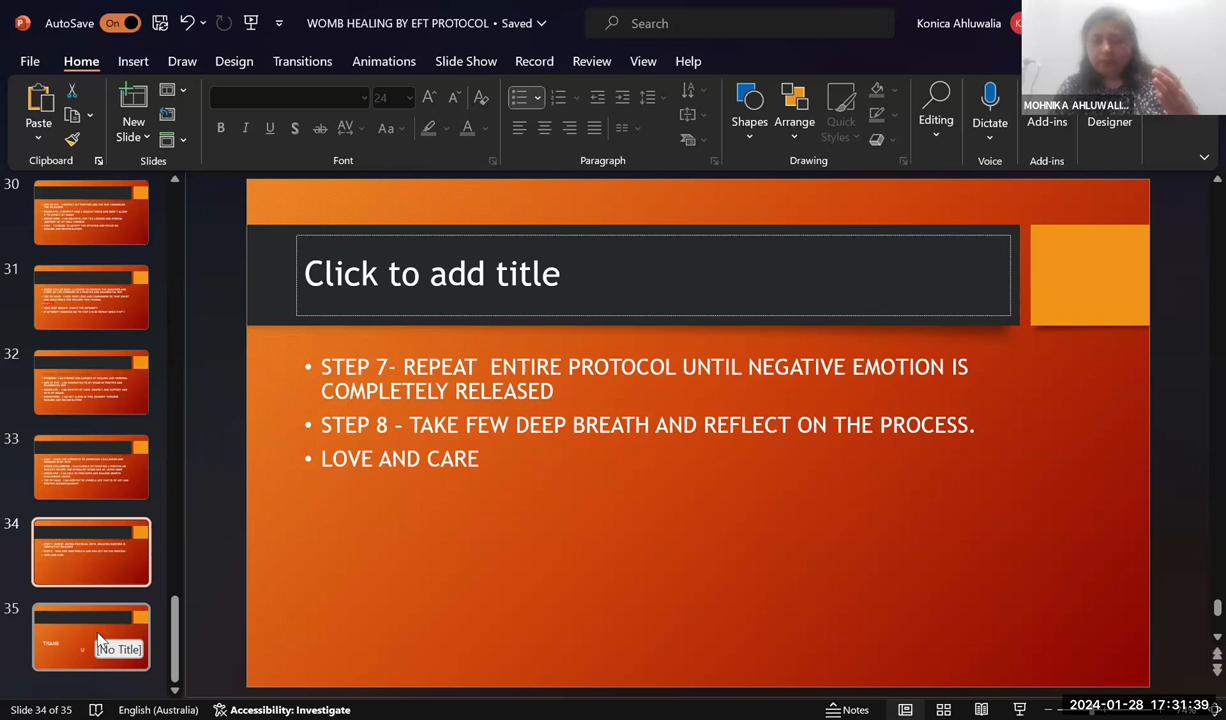 AutoSave On WOMB HEALING BY EFT PROTOCOL • Saved Search Konica Ahluwalia
File Home Insert Draw Design Transitions Animations Slide Show Record Review View Help
MOHNIKA AHLUWALI...
24
Paste New Slide B I U S ab AV Aa A Shapes Arrange Quick Styles Editing Dictate Add-ins Designer
Clipboard Slides Font Paragraph Drawing Voice Add-ins
30
31
32
33
34
35
THANK
U
[No Title]
Click to add title
• STEP 7- REPEAT ENTIRE PROTOCOL UNTIL NEGATIVE EMOTION IS
COMPLETELY RELEASED
• STEP 8 – TAKE FEW DEEP BREATH AND REFLECT ON THE PROCESS.
• LOVE AND CARE
Slide 34 of 35 English (Australia) Accessibility: Investigate Notes
2024-01-28 17:31:39